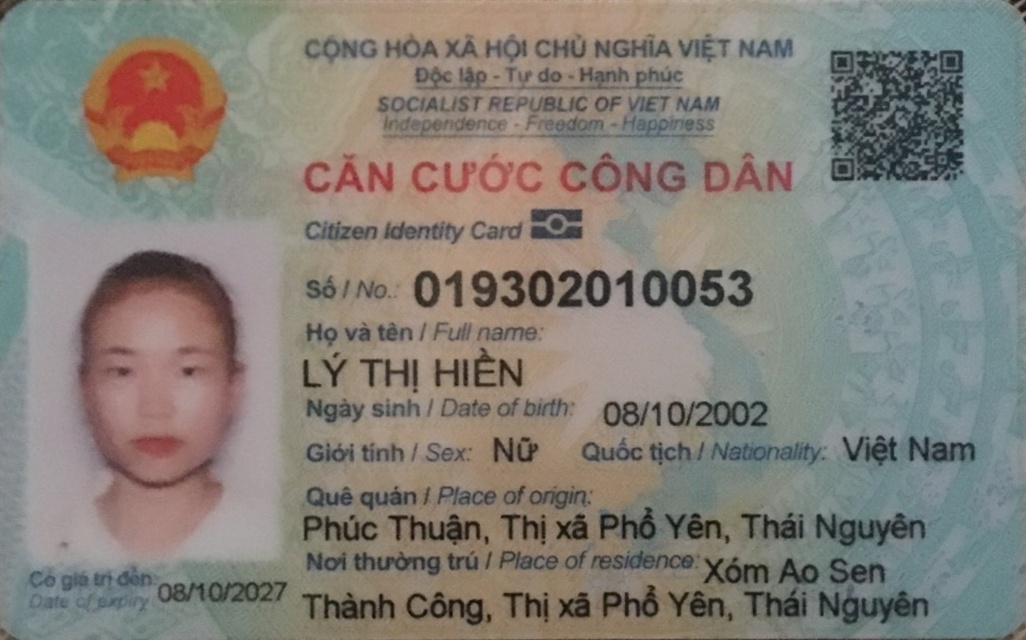 CỘNG HÒA XÃ HỘI CHỦ NGHĨA VIỆT NAM
Độc lập - Tự do - Hạnh phúc
SOCIALIST REPUBLIC OF VIET NAM
Independence - Freedom - Happiness
CĂN CƯỚC CÔNG DÂN
Citizen Identity Card
Số / No.: 019302010053
Họ và tên / Full name:
LÝ THỊ HIỀN
Ngày sinh / Date of birth: 08/10/2002
Giới tính / Sex: Nữ Quốc tịch / Nationality: Việt Nam
Quê quán / Place of origin:
Phúc Thuận, Thị xã Phổ Yên, Thái Nguyên
Nơi thường trú / Place of residence: Xóm Ao Sen
Thành Công, Thị xã Phổ Yên, Thái Nguyên
Có giá trị đến: 08/10/2027
Date of expiry